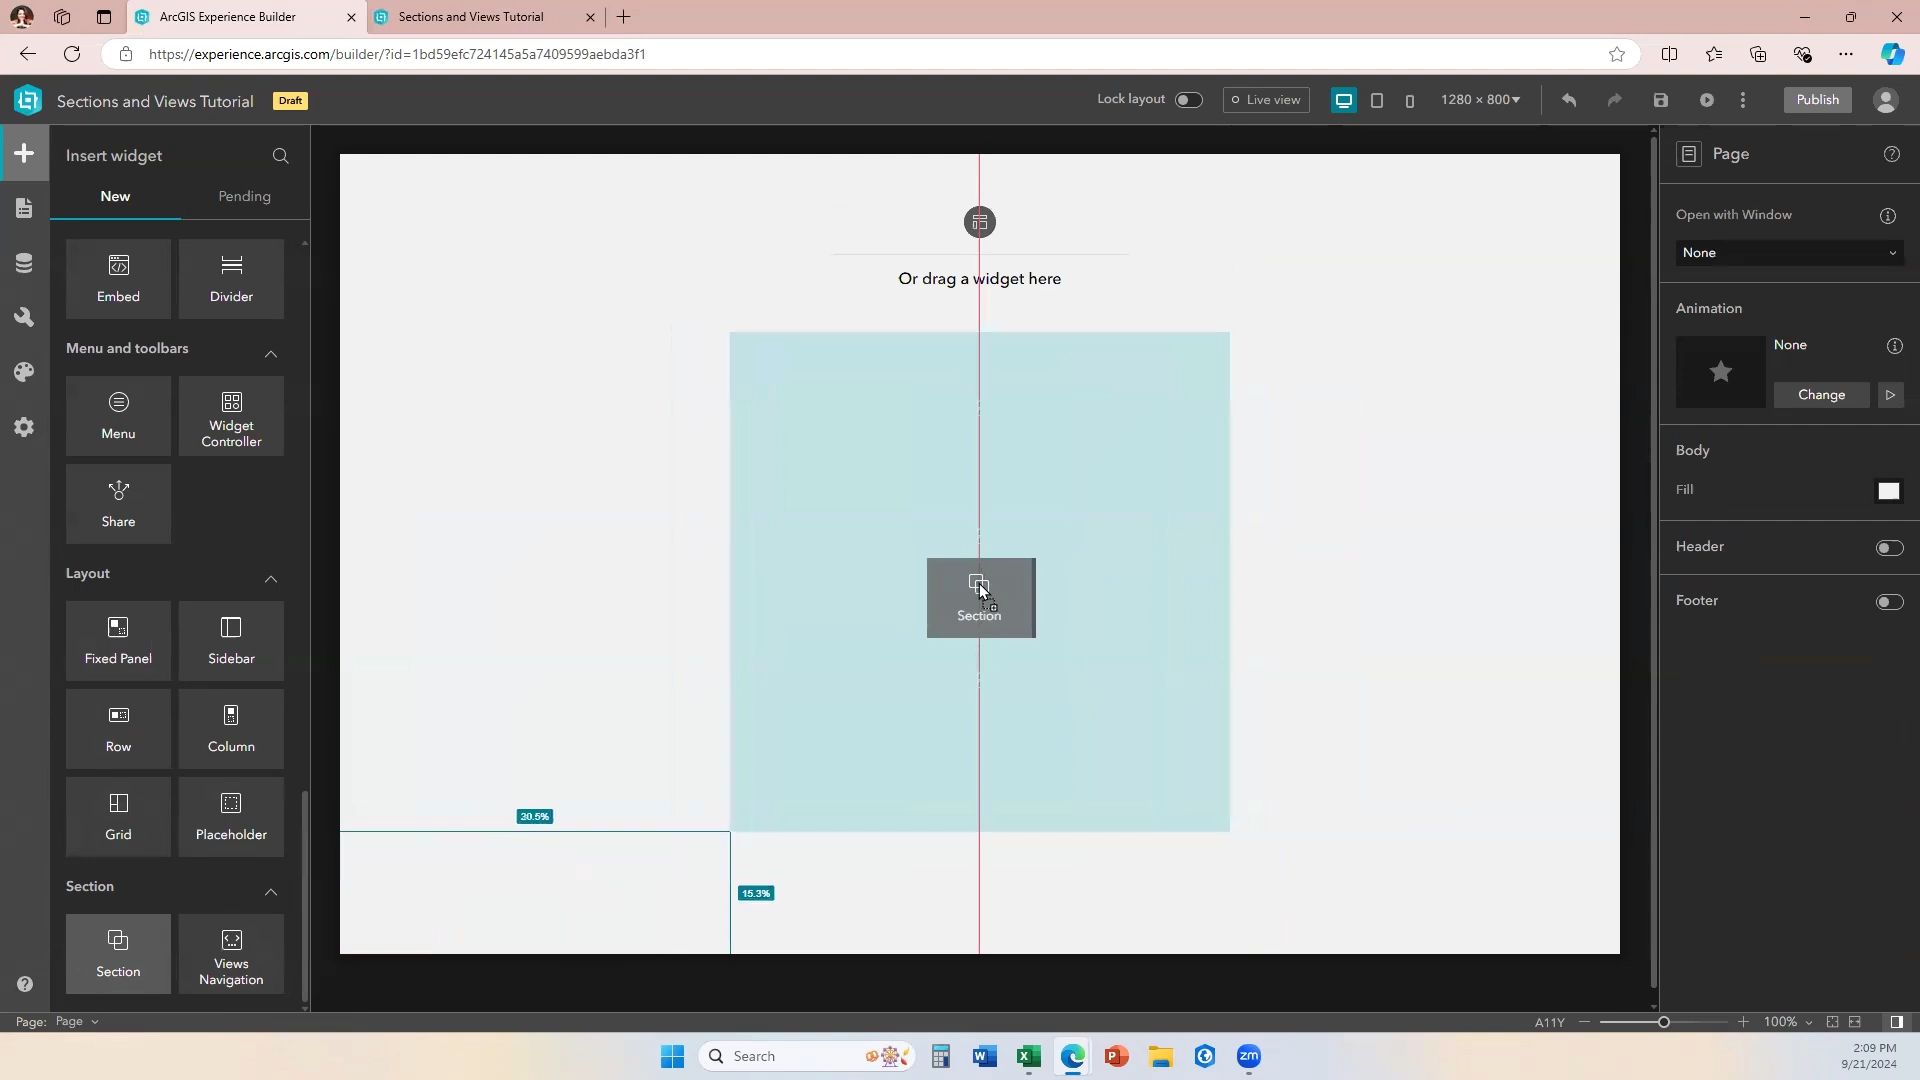 ArcGIS Experience Builder
Sections and Views Tutorial
https://experience.arcgis.com/builder/?id=1bd59efc724145a5a7409599aebda3f1
Sections and Views Tutorial
Draft
Lock layout
Live view
1280 × 800
Publish
Insert widget
New
Pending
Embed
Divider
Menu and toolbars
Menu
Widget
Controller
Share
Layout
Fixed Panel
Sidebar
Row
Column
Grid
Placeholder
Section
Section
Views
Navigation
Or drag a widget here
Section
30.5%
15.3%
Page
Open with Window
None
Animation
None
Change
Body
Fill
Header
Footer
Page: Page
A11Y
100%
Search
2:09 PM
9/21/2024